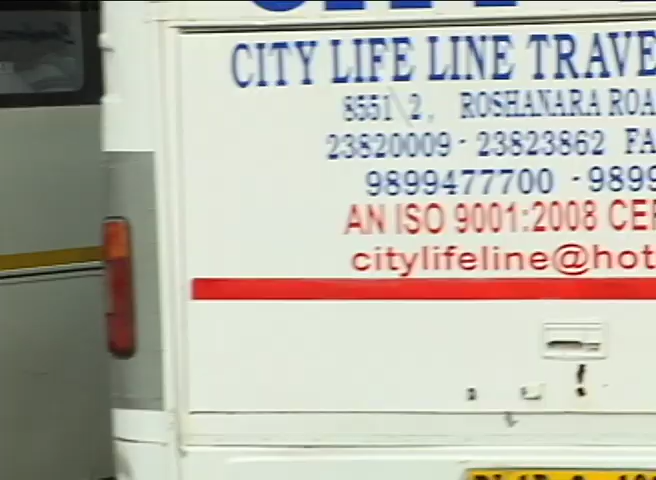 CITY LIFE LINE TRAVE
8551\2, ROSHANARA ROA
23820009 - 23823862 FA
9899477700 - 9899
AN ISO 9001:2008 CER
citylifeline@hot